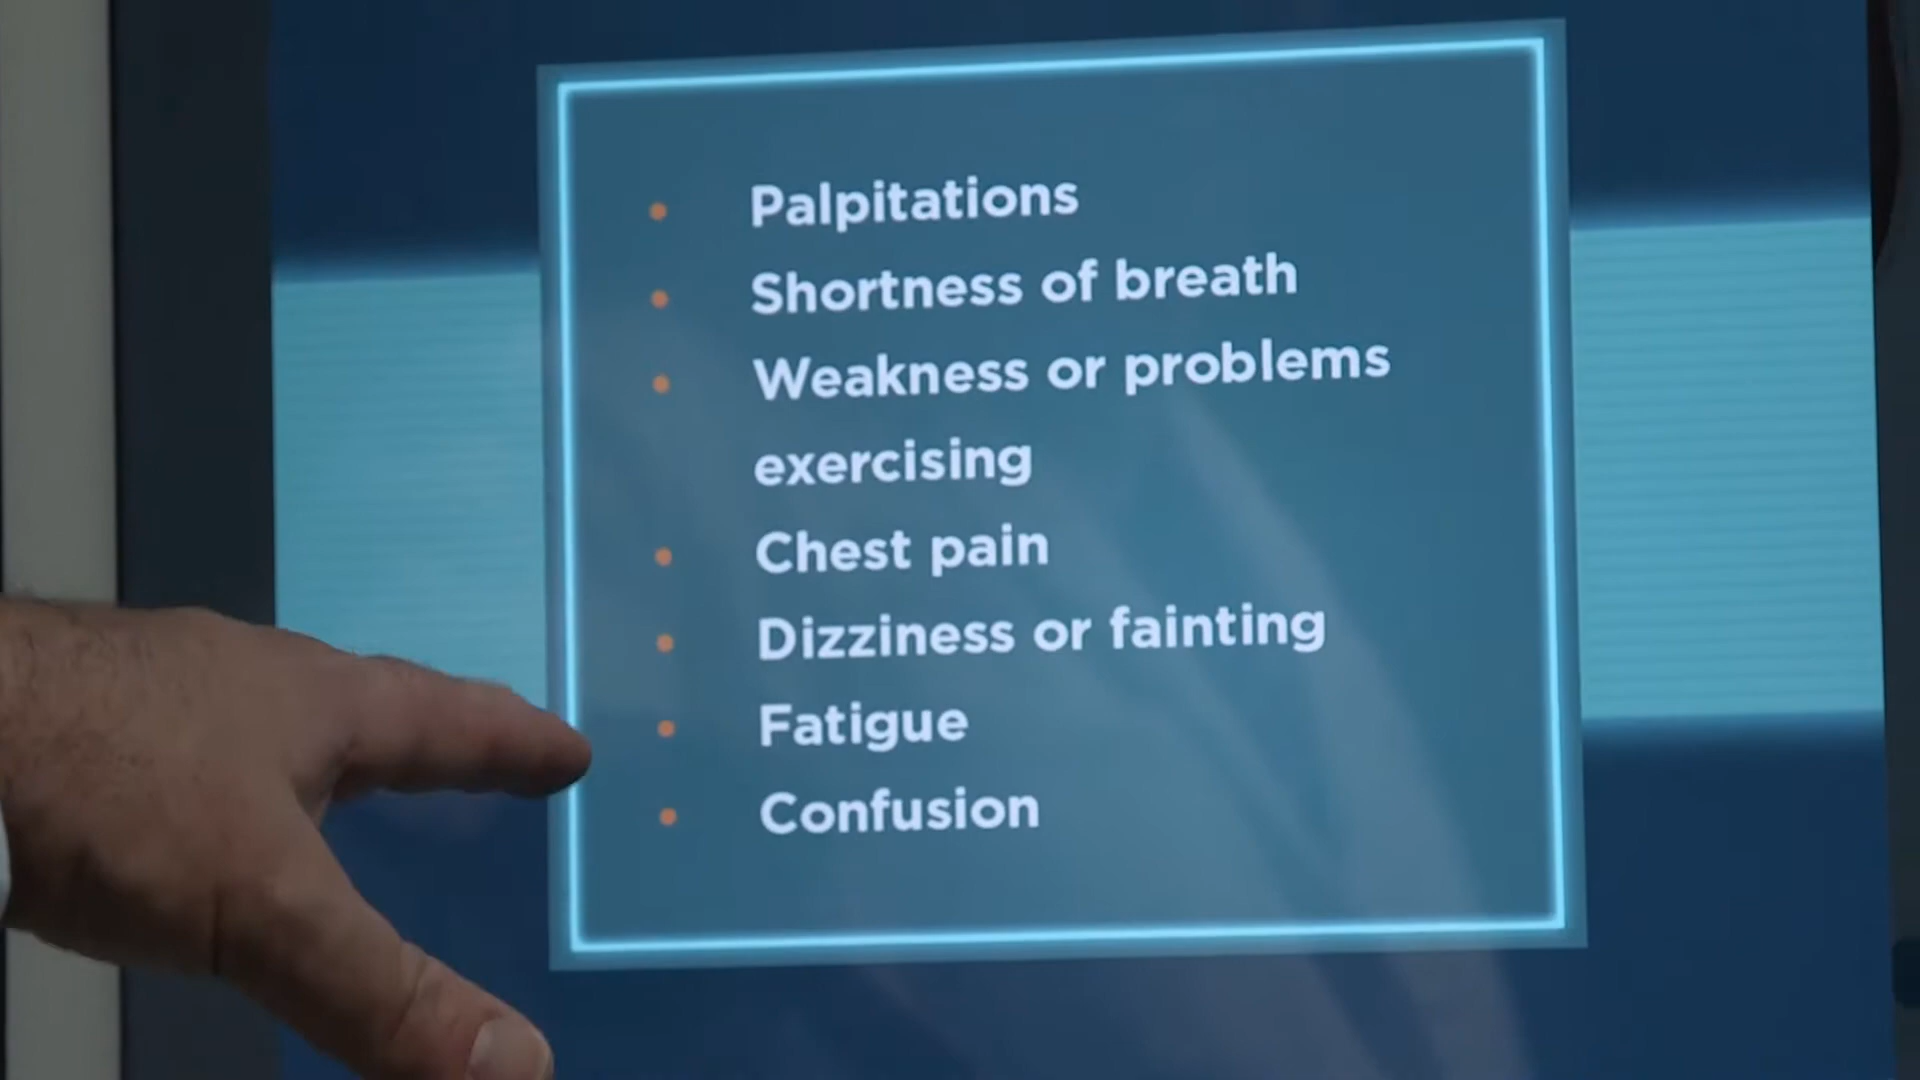 Palpitations
Shortness of breath
Weakness or problems
exercising
Chest pain
Dizziness or fainting
Fatigue
Confusion